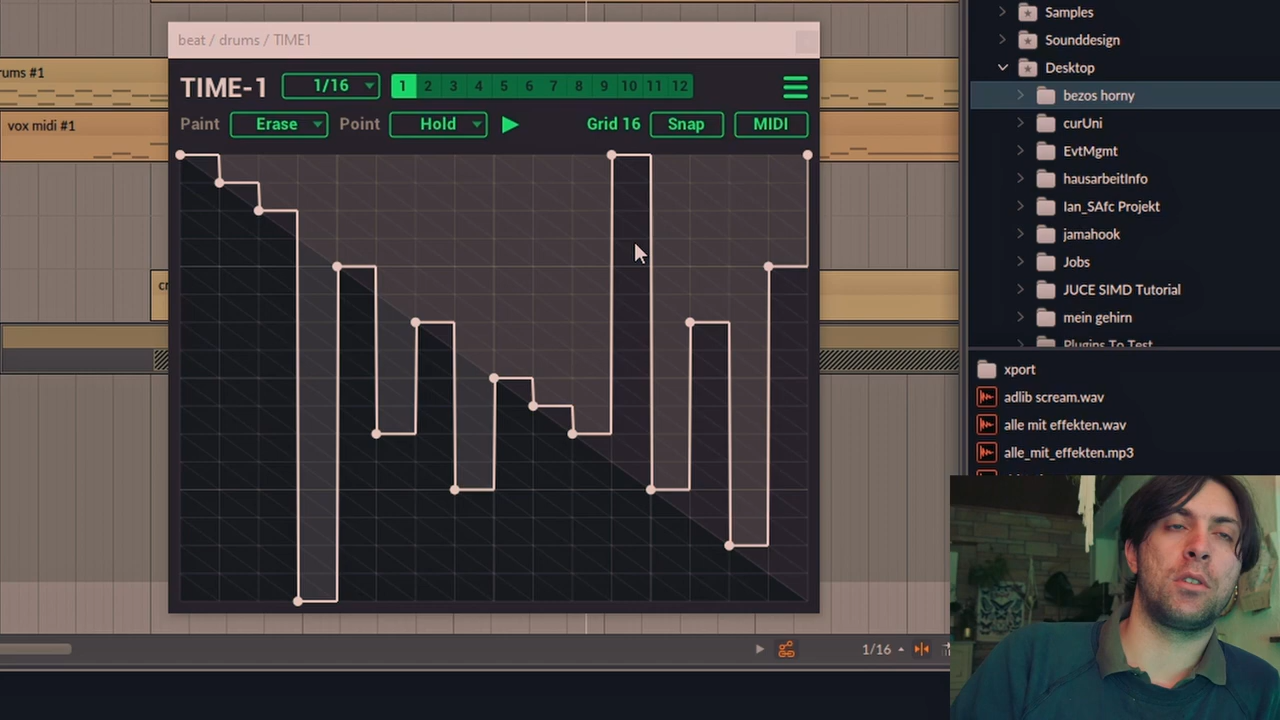 beat / drums / TIME1
TIME-1
1/16
1 2 3 4 5 6 7 8 9 10 11 12
Paint
Erase
Point
Hold
Grid 16
Snap
MIDI
rums #1
vox midi #1
1/16
Samples
Sounddesign
Desktop
bezos horny
curUni
EvtMgmt
hausarbeitInfo
Ian_SAfc Projekt
jamahook
Jobs
JUCE SIMD Tutorial
mein gehirn
Plugins To Test
xport
adlib scream.wav
alle mit effekten.wav
alle_mit_effekten.mp3